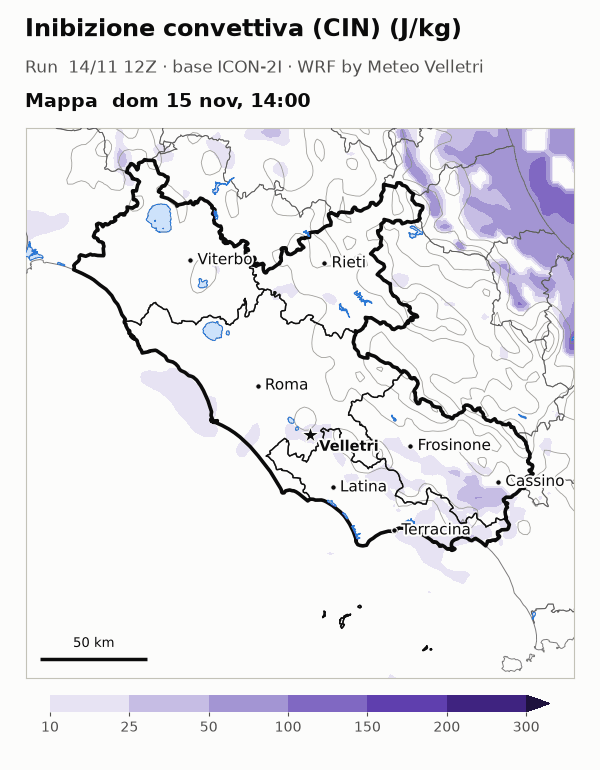 Inibizione convettiva (CIN) (J/kg)
Run  14/11 12Z · base ICON-2I · WRF by Meteo Velletri
Mappa  dom 15 nov, 14:00
Viterbo
Rieti
Roma
Velletri
Frosinone
Latina
Cassino
Terracina
50 km
10 25 50 100 150 200 300